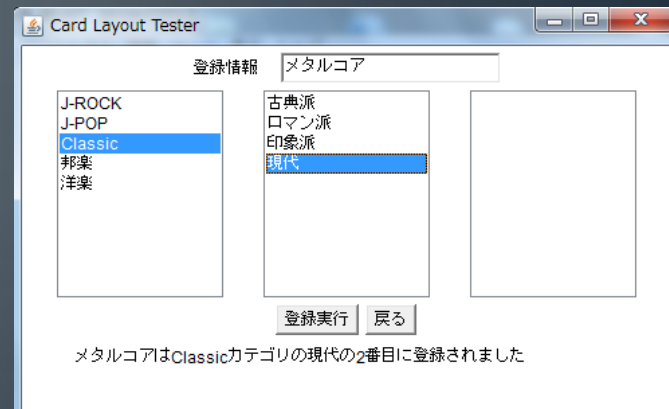 Card Layout Tester
登録情報 メタルコア
J-ROCK
J-POP
Classic
邦楽
洋楽
古典派
ロマン派
印象派
現代
登録実行 戻る
メタルコアはClassicカテゴリの現代の2番目に登録されました